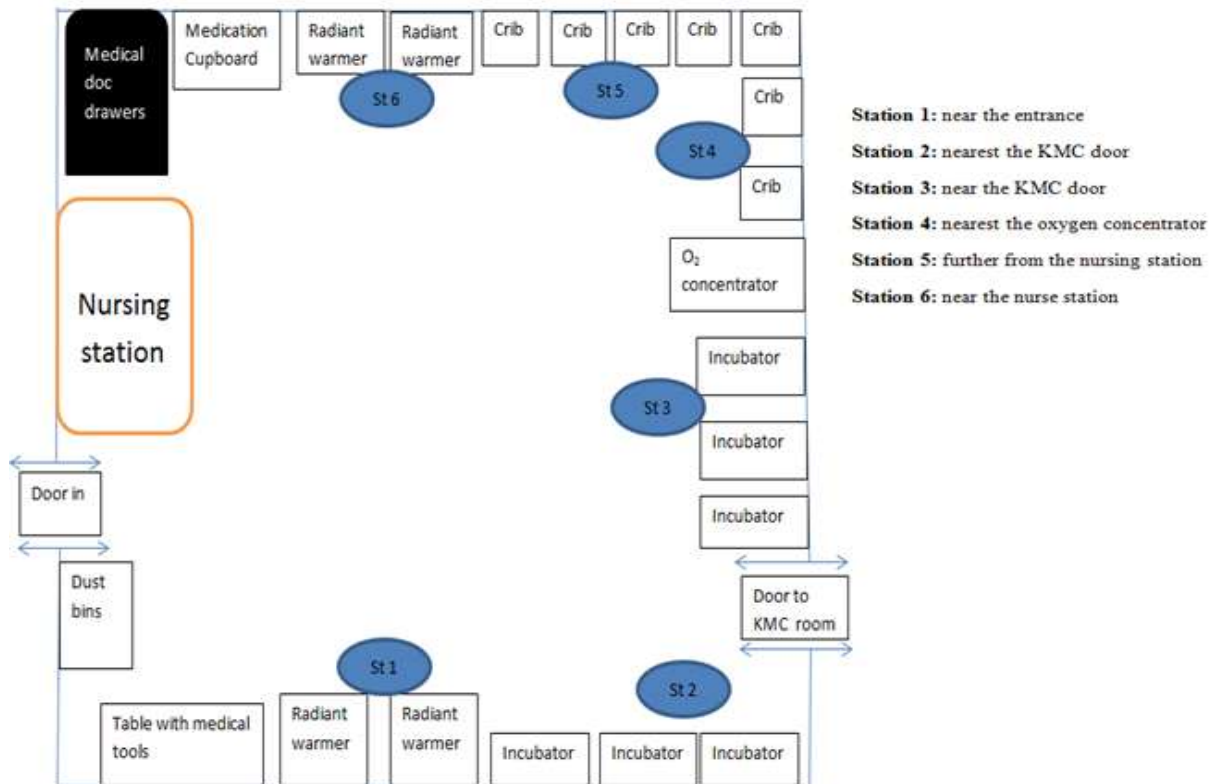 Medical
doc
drawers
Medication
Cupboard
Radiant
warmer
Radiant
warmer
Crib
Crib
Crib
Crib
Crib
St 6
St 5
Crib
St 4
Crib
Nursing
station
O₂
concentrator
Incubator
St 3
Incubator
Incubator
Door in
Dust
bins
Door to
KMC room
St 1
St 2
Table with medical
tools
Radiant
warmer
Radiant
warmer
Incubator
Incubator
Incubator
Station 1: near the entrance
Station 2: nearest the KMC door
Station 3: near the KMC door
Station 4: nearest the oxygen concentrator
Station 5: further from the nursing station
Station 6: near the nurse station